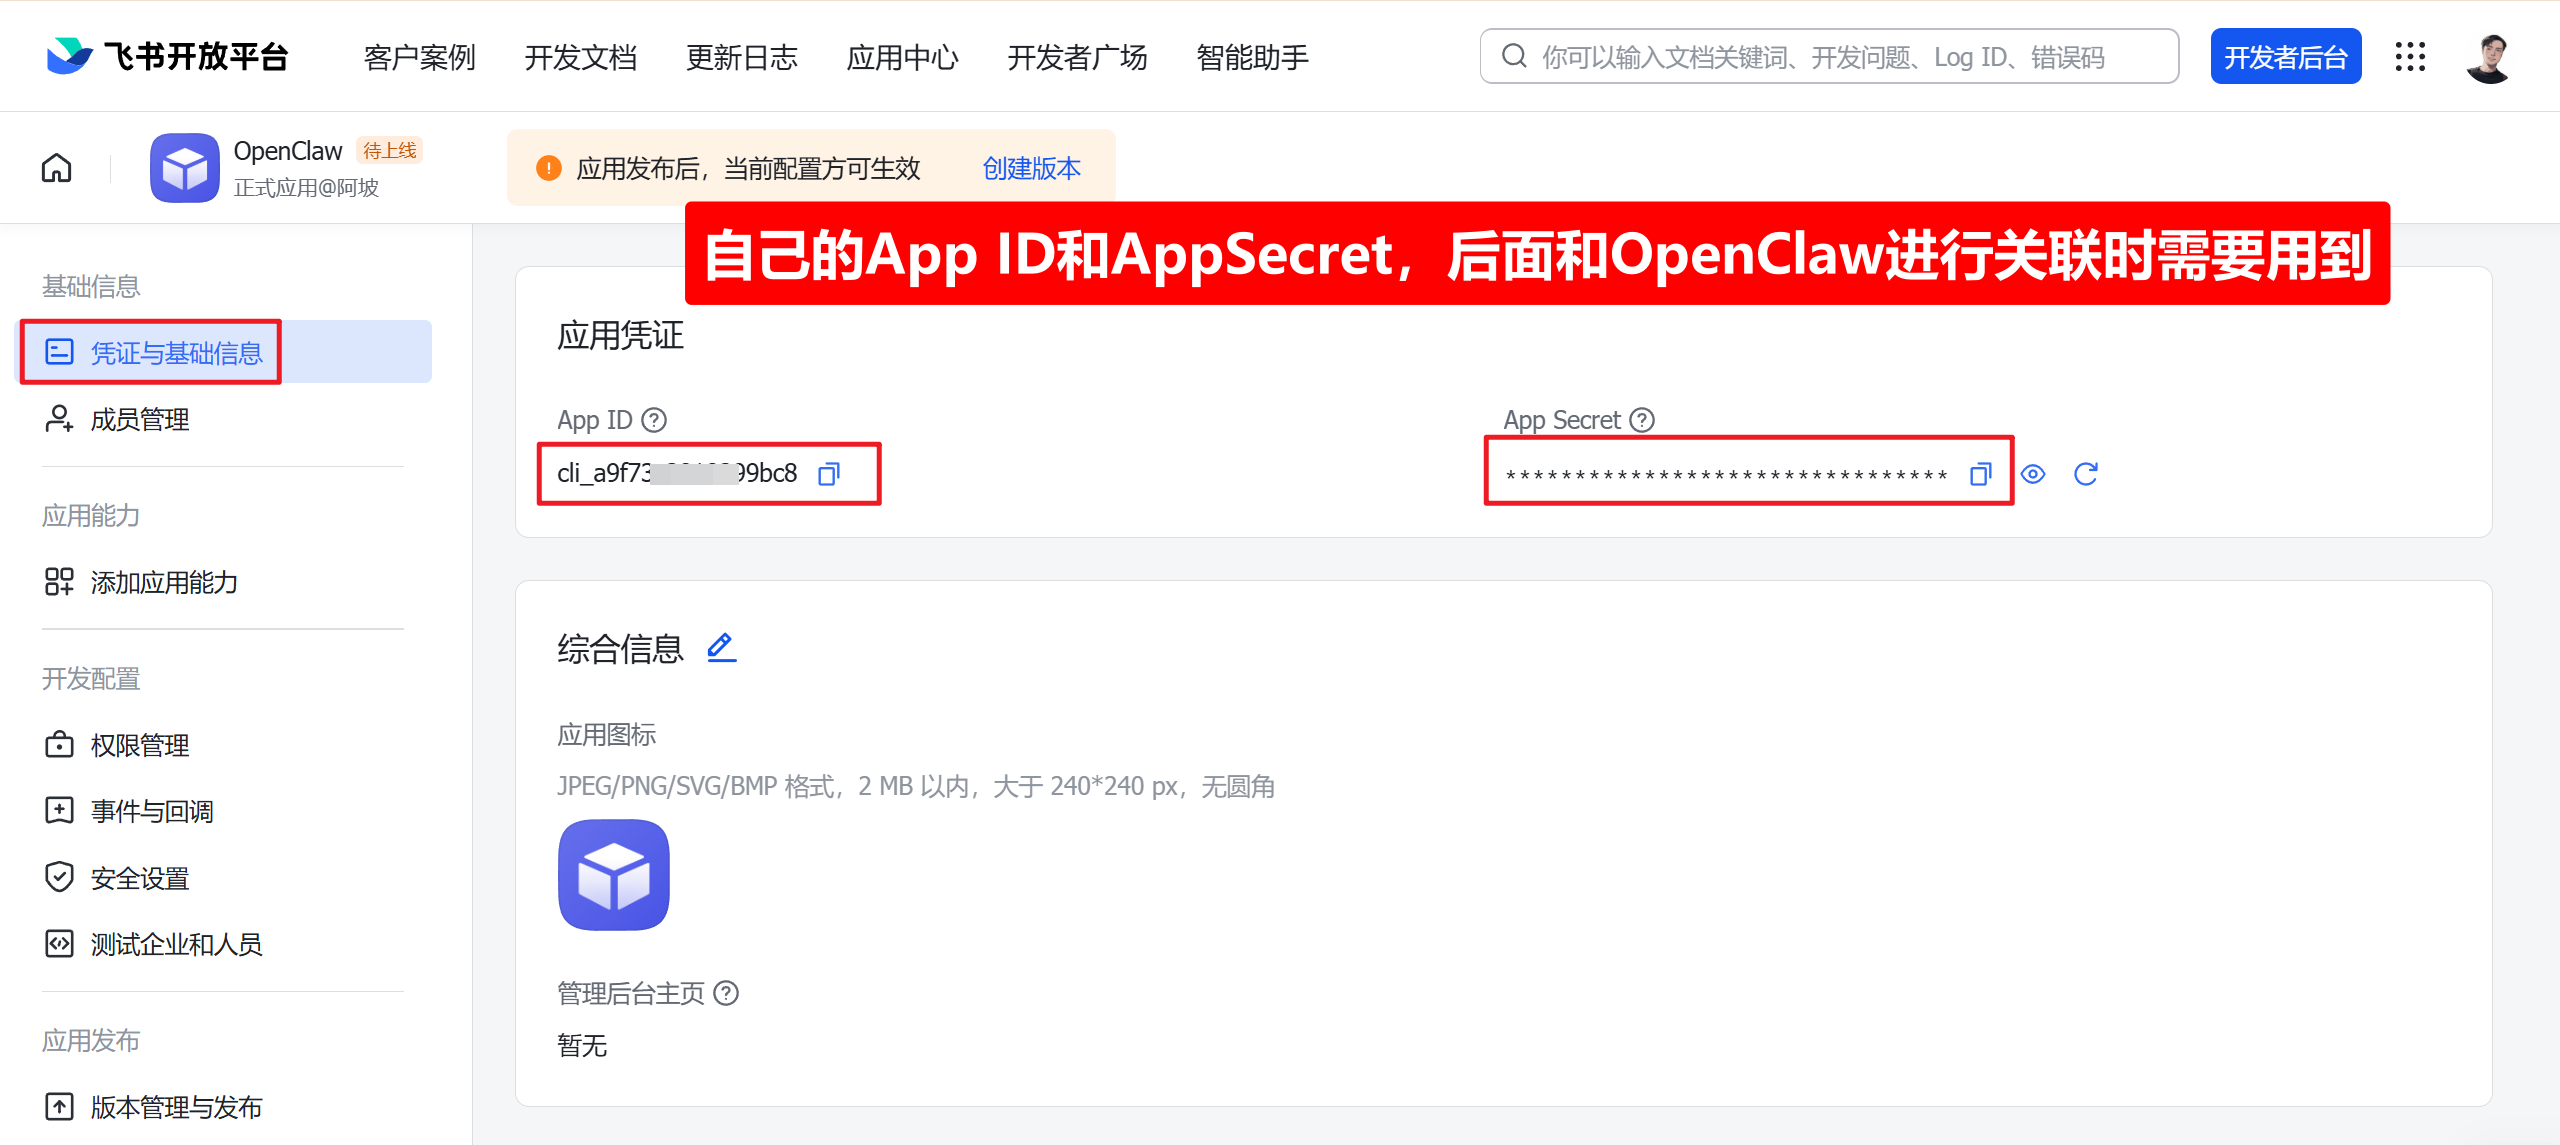 飞书开放平台 客户案例 开发文档 更新日志 应用中心 开发者广场 智能助手 你可以输入文档关键词、开发问题、Log ID、错误码 开发者后台
OpenClaw 待上线
正式应用@阿坡
应用发布后，当前配置方可生效 创建版本
自己的App ID和AppSecret，后面和OpenClaw进行关联时需要用到
基础信息
凭证与基础信息
成员管理
应用能力
添加应用能力
开发配置
权限管理
事件与回调
安全设置
测试企业和人员
应用发布
版本管理与发布
应用凭证
App ID
cli_a9f73 99bc8
App Secret
********************************
综合信息
应用图标
JPEG/PNG/SVG/BMP 格式，2 MB 以内，大于 240*240 px，无圆角
管理后台主页
暂无